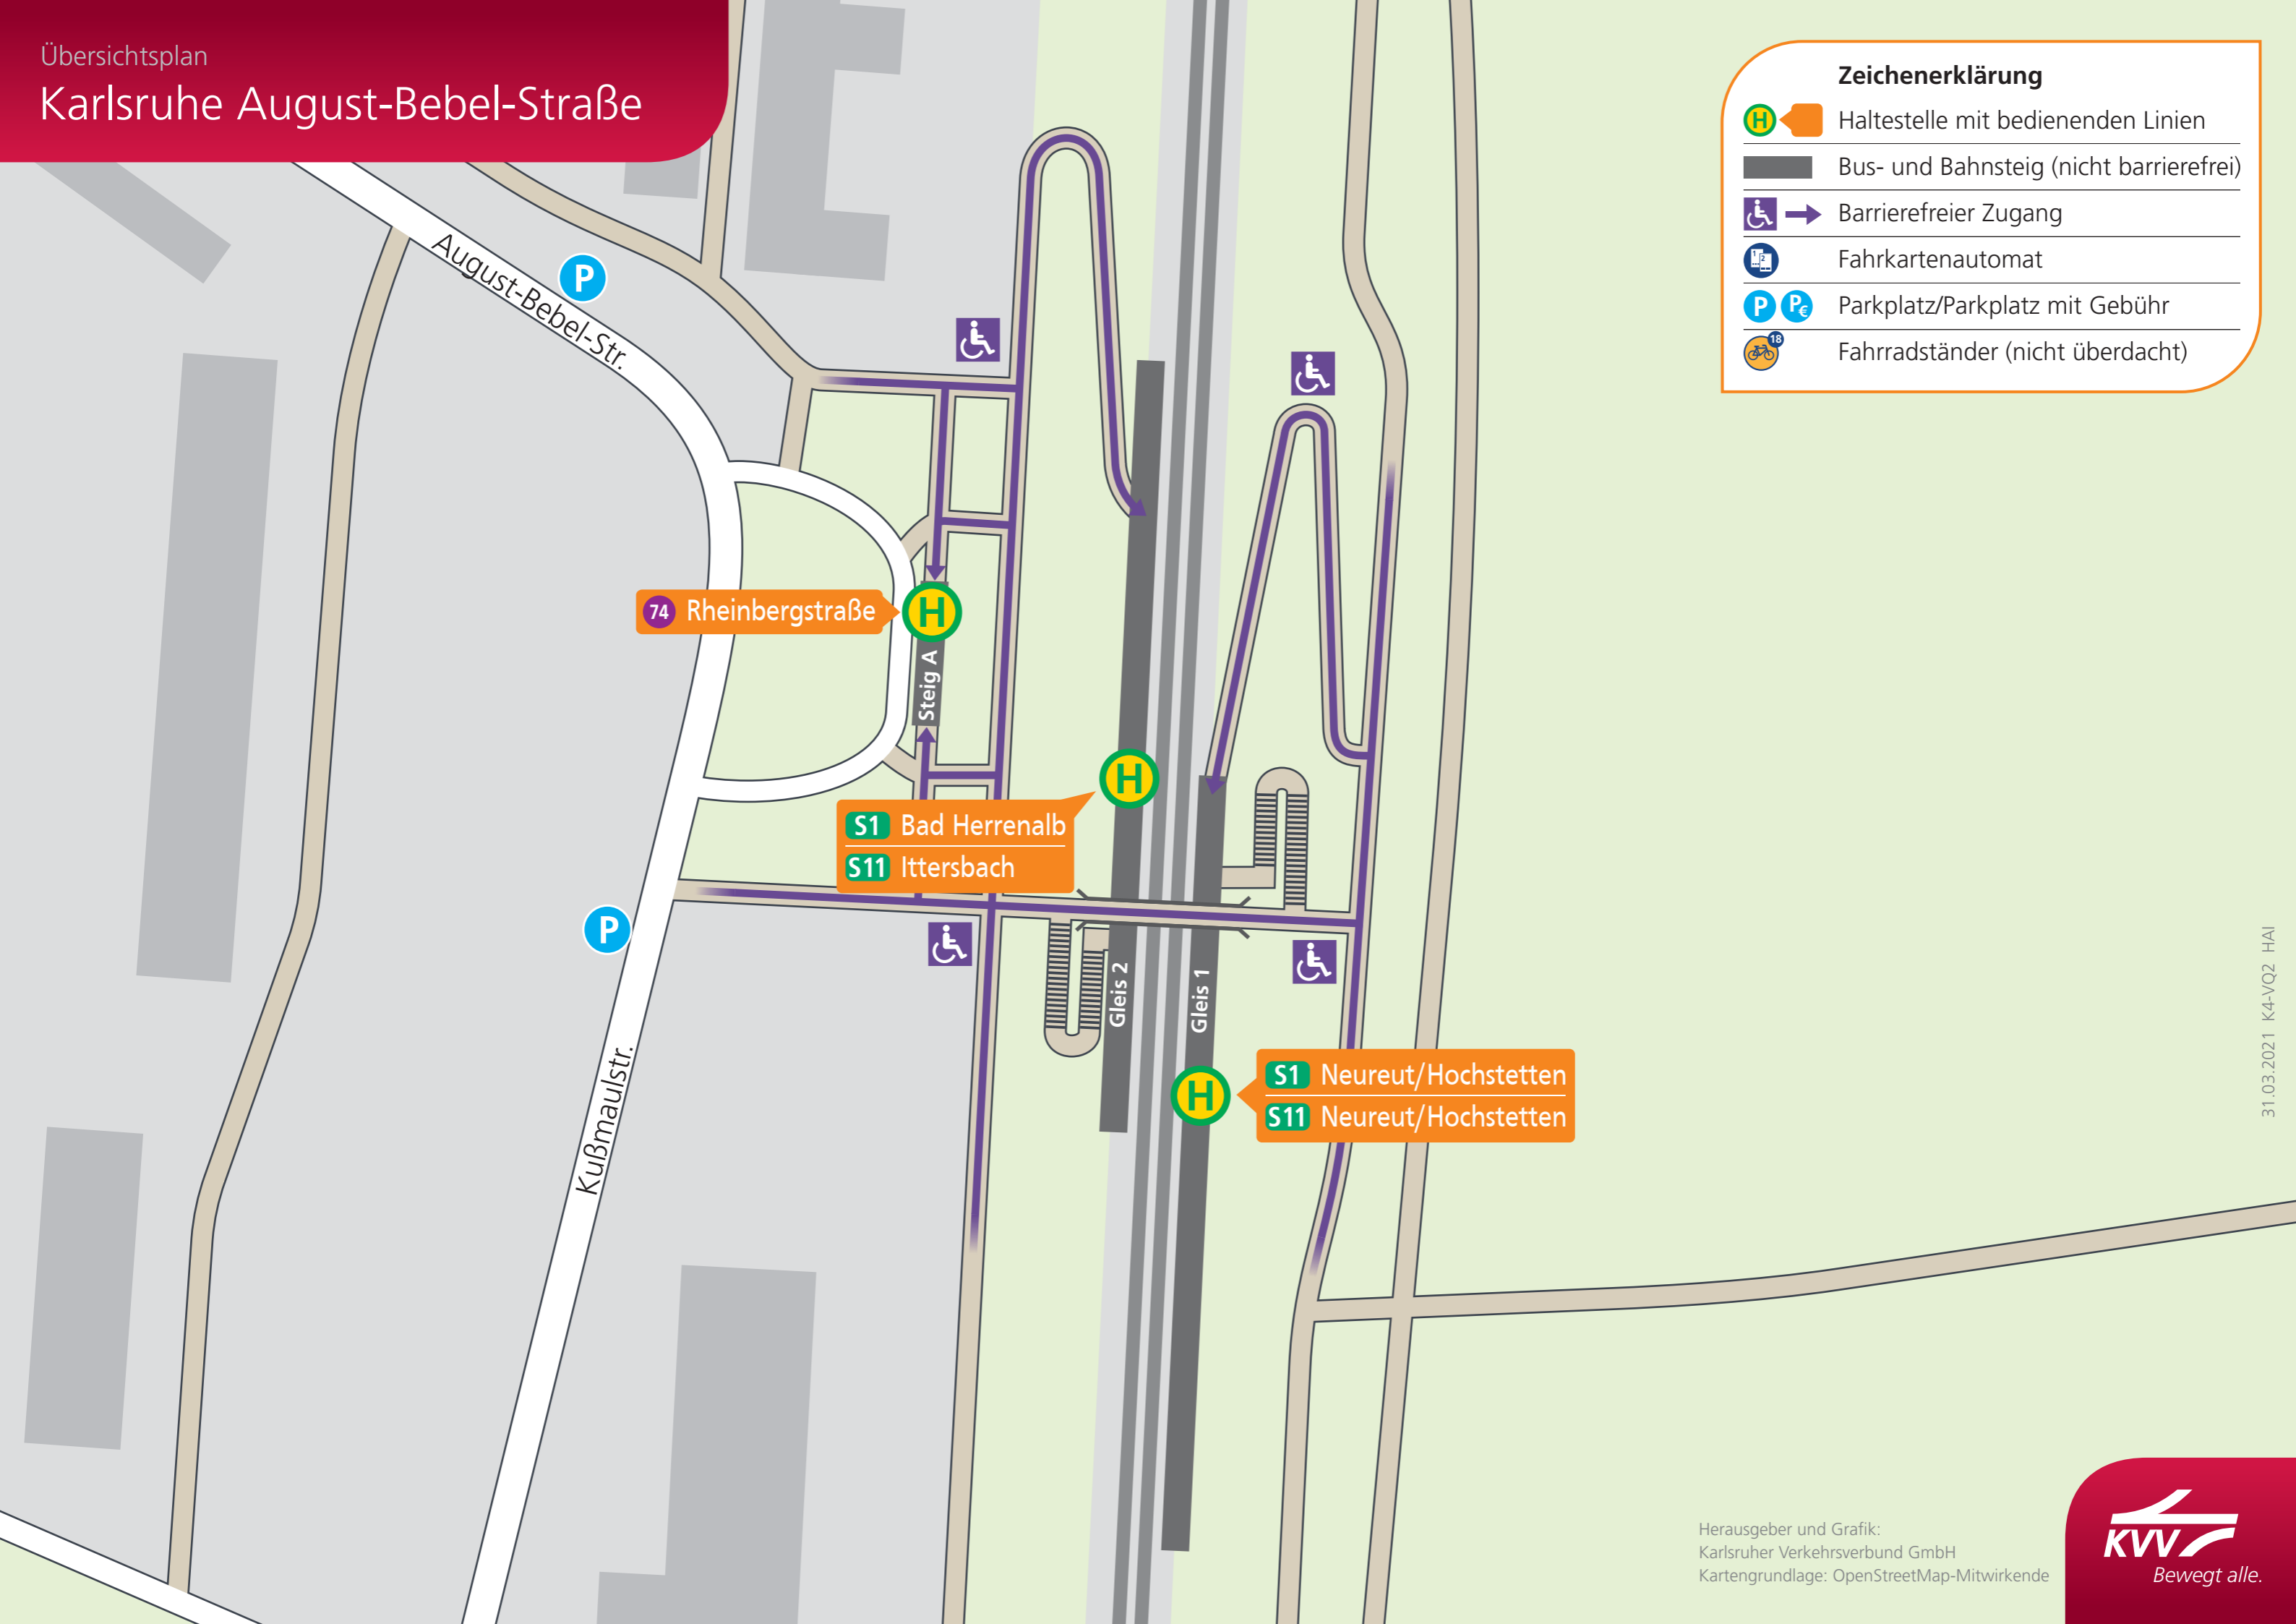 Übersichtsplan
Karlsruhe August-Bebel-Straße
Zeichenerklärung
H Haltestelle mit bedienenden Linien
Bus- und Bahnsteig (nicht barrierefrei)
Barrierefreier Zugang
1 2 Fahrkartenautomat
P P€ Parkplatz/Parkplatz mit Gebühr
18 Fahrradständer (nicht überdacht)
August-Bebel-Str.
P
74 Rheinbergstraße
H
Steig A
H
S1 Bad Herrenalb
S11 Ittersbach
P
Gleis 2
Gleis 1
Kußmaulstr.
H
S1 Neureut/Hochstetten
S11 Neureut/Hochstetten
31.03.2021 K4-VQ2 HAI
Herausgeber und Grafik:
Karlsruher Verkehrsverbund GmbH
Kartengrundlage: OpenStreetMap-Mitwirkende
KVV
Bewegt alle.